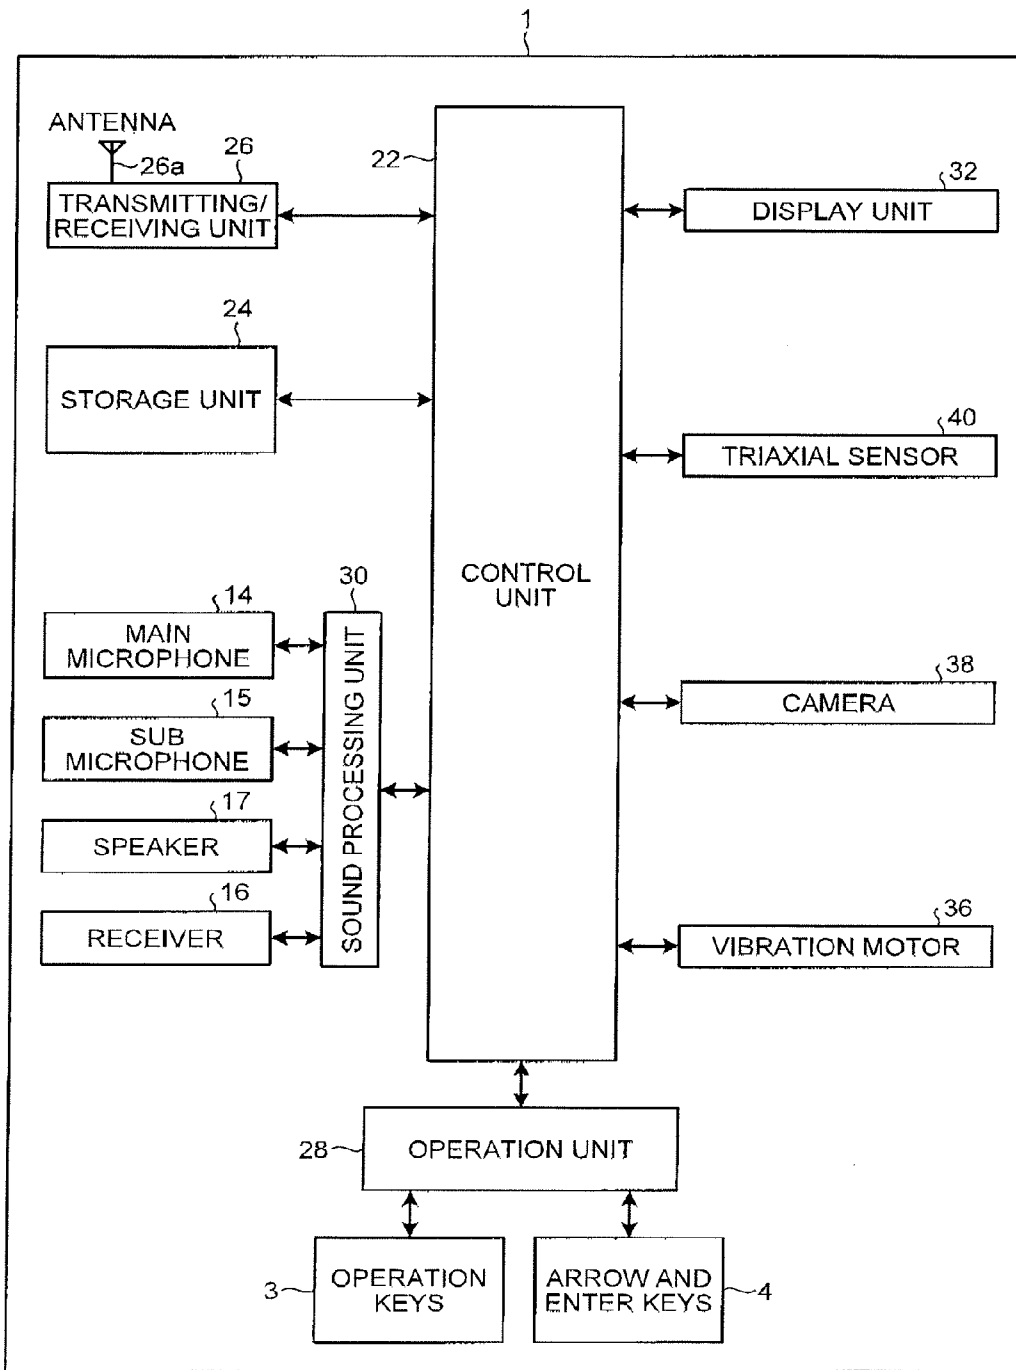 1
ANTENNA
26a
26
TRANSMITTING/
RECEIVING UNIT
22
32
DISPLAY UNIT
24
STORAGE UNIT
40
TRIAXIAL SENSOR
CONTROL
UNIT
30
SOUND PROCESSING UNIT
14
MAIN
MICROPHONE
15
SUB
MICROPHONE
17
SPEAKER
16
RECEIVER
38
CAMERA
36
VIBRATION MOTOR
28
OPERATION UNIT
3
OPERATION
KEYS
ARROW AND
ENTER KEYS
4